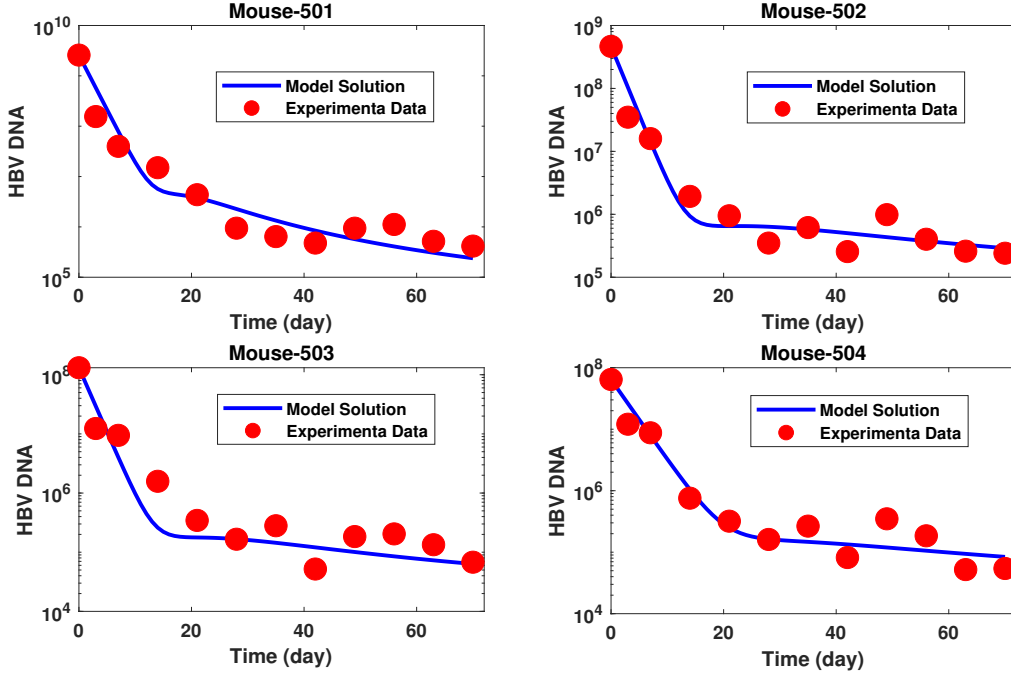 Mouse-501
10^10
10^5
HBV DNA
Model Solution
Experimenta Data
0 20 40 60
Time (day)
Mouse-502
10^9
10^8
10^7
10^6
10^5
HBV DNA
Model Solution
Experimenta Data
0 20 40 60
Time (day)
Mouse-503
10^8
10^6
10^4
HBV DNA
Model Solution
Experimenta Data
0 20 40 60
Time (day)
Mouse-504
10^8
10^6
10^4
HBV DNA
Model Solution
Experimenta Data
0 20 40 60
Time (day)